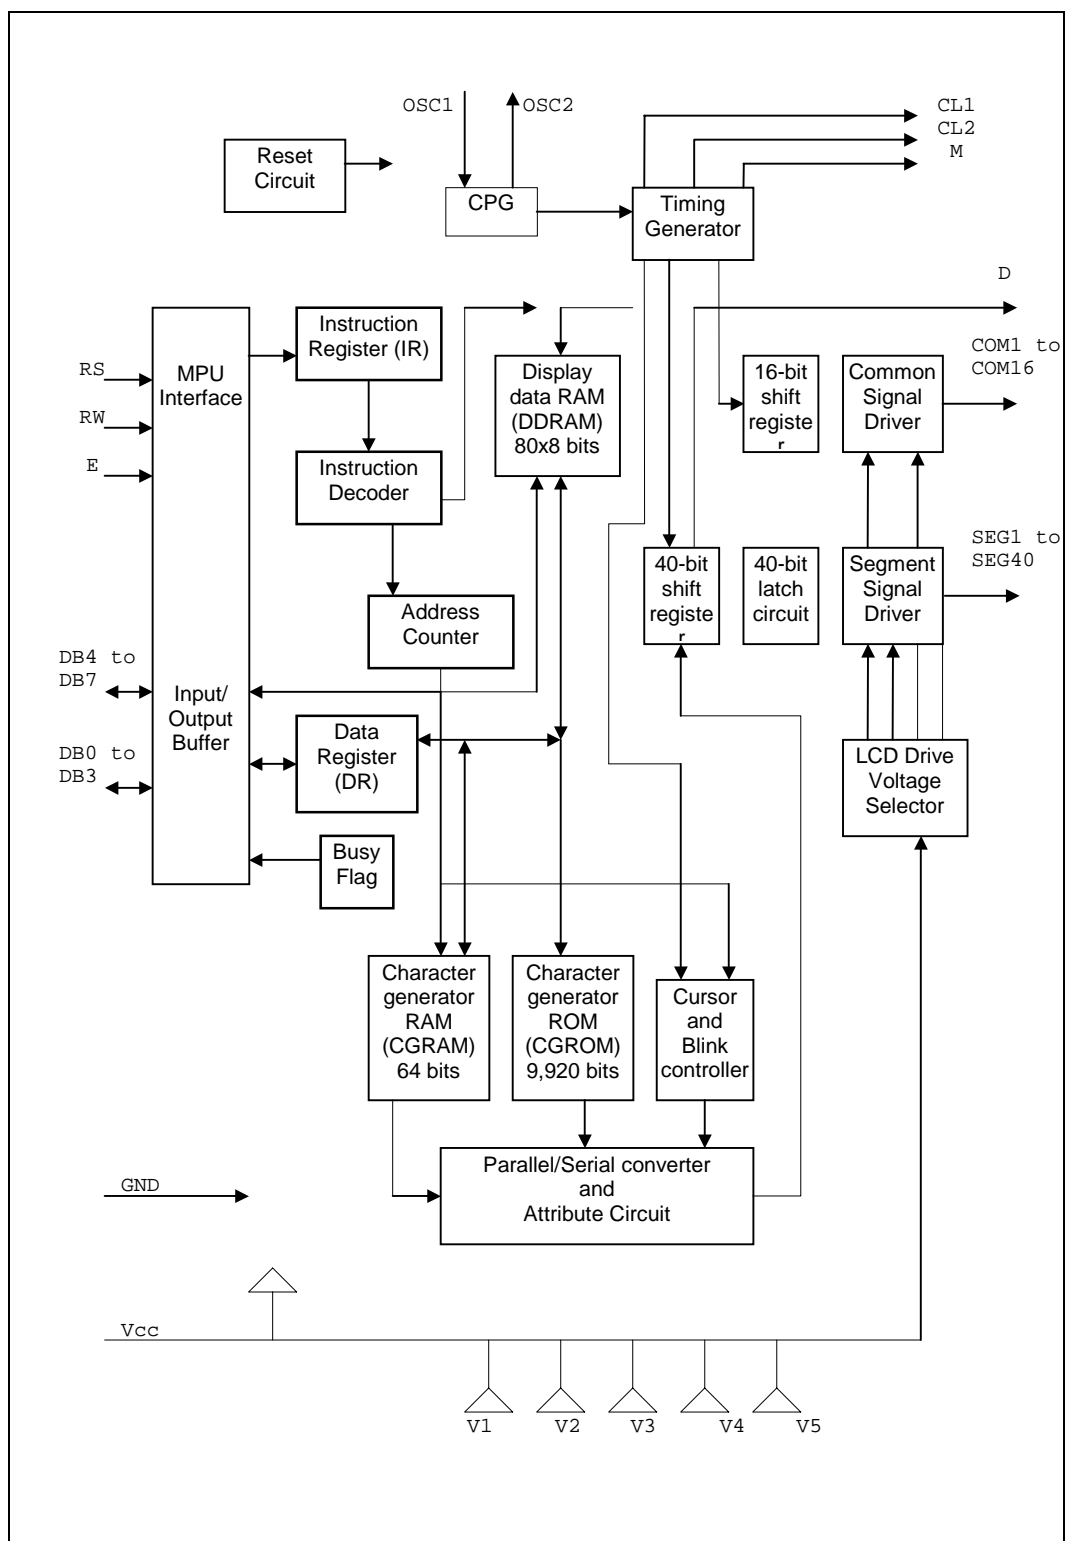 OSC1
OSC2
CL1
CL2
M
Reset
Circuit
CPG
Timing
Generator
D
MPU
Interface
Instruction
Register (IR)
Display
data RAM
(DDRAM)
80x8 bits
16-bit
shift
registe
r
Common
Signal
Driver
COM1 to
COM16
RS
RW
E
Instruction
Decoder
40-bit
shift
registe
r
40-bit
latch
circuit
Segment
Signal
Driver
SEG1 to
SEG40
Address
Counter
DB4 to
DB7
Input/
Output
Buffer
DB0 to
DB3
Data
Register
(DR)
LCD Drive
Voltage
Selector
Busy
Flag
Character
generator
RAM
(CGRAM)
64 bits
Character
generator
ROM
(CGROM)
9,920 bits
Cursor
and
Blink
controller
Parallel/Serial converter
and
Attribute Circuit
GND
Vcc
V1
V2
V3
V4
V5